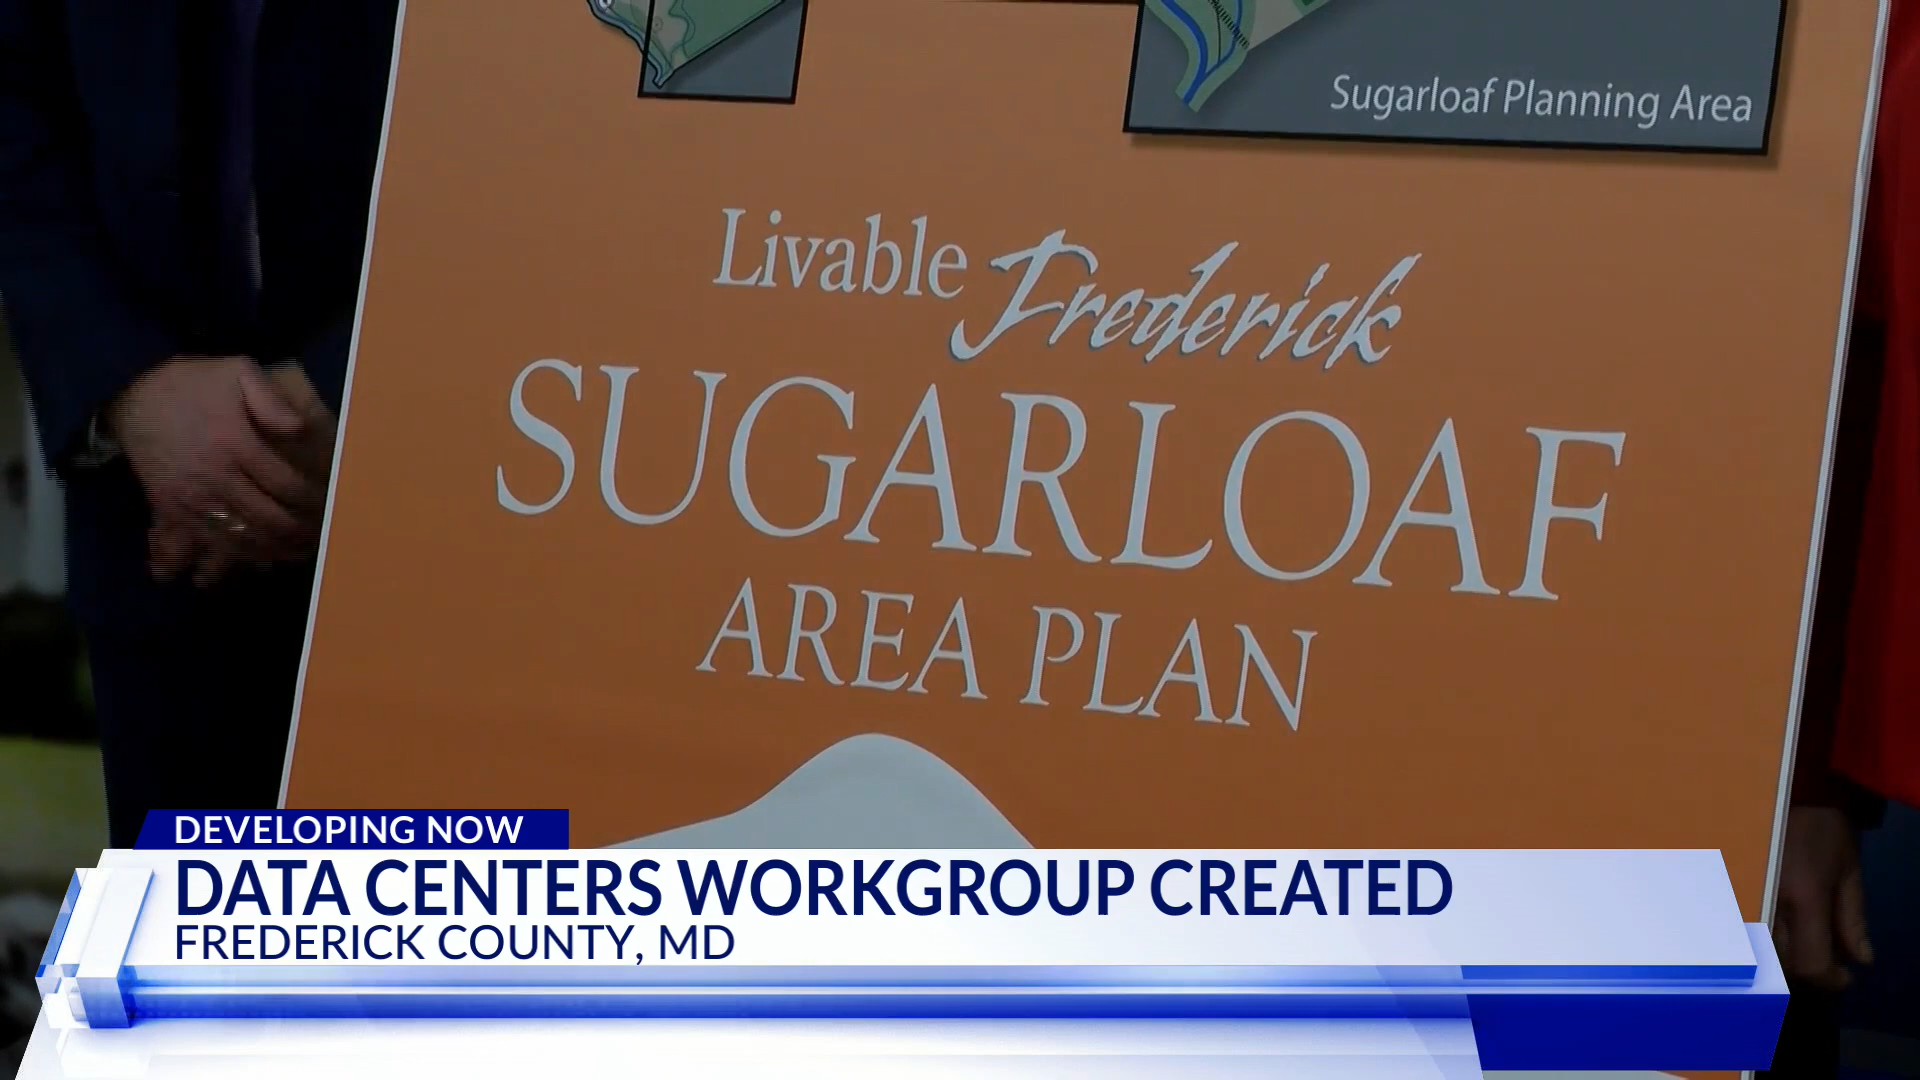 Sugarloaf Planning Area
Livable Frederick
SUGARLOAF
AREA PLAN
DEVELOPING NOW
DATA CENTERS WORKGROUP CREATED
FREDERICK COUNTY, MD